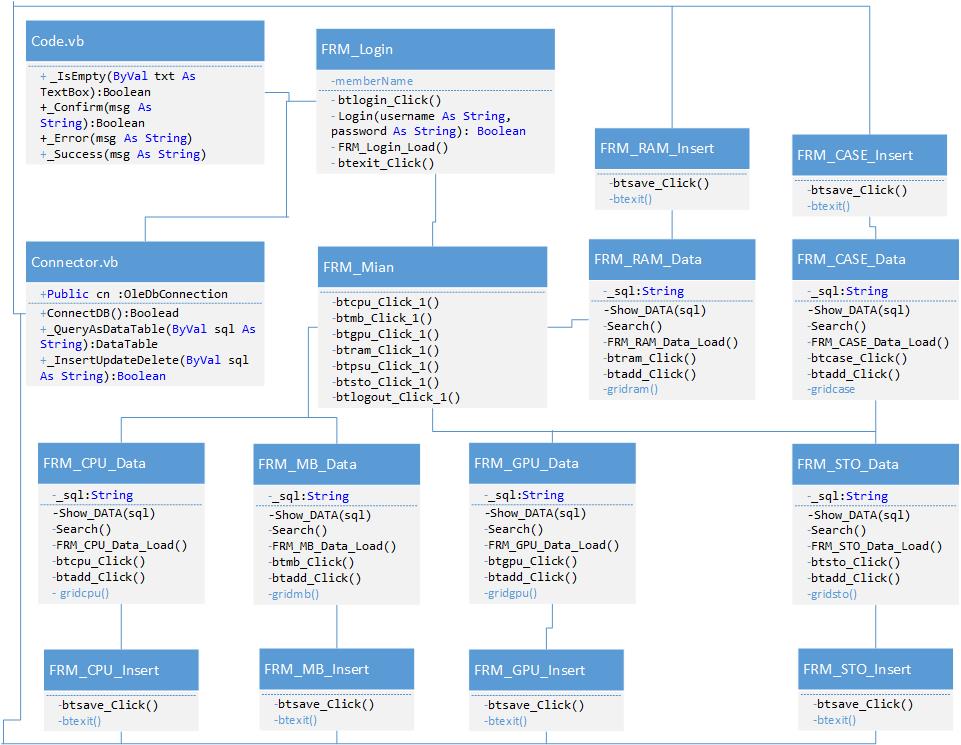 Code.vb
+ _IsEmpty(ByVal txt As
TextBox):Boolean
+_Confirm(msg As
String):Boolean
+_Error(msg As String)
+_Success(msg As String)
FRM_Login
-memberName
- btlogin_Click()
- Login(username As String,
password As String): Boolean
- FRM_Login_Load()
- btexit_Click()
FRM_RAM_Insert
-btsave_Click()
-btexit()
FRM_CASE_Insert
-btsave_Click()
-btexit()
Connector.vb
+Public cn :OleDbConnection
+ConnectDB():Boolead
+_QueryAsDataTable(ByVal sql As
String):DataTable
+_InsertUpdateDelete(ByVal sql
As String):Boolean
FRM_Mian
-btcpu_Click_1()
-btmb_Click_1()
-btgpu_Click_1()
-btram_Click_1()
-btpsu_Click_1()
-btsto_Click_1()
-btlogout_Click_1()
FRM_RAM_Data
-_sql:String
-Show_DATA(sql)
-Search()
-FRM_RAM_Data_Load()
-btram_Click()
-btadd_Click()
-gridram()
FRM_CASE_Data
-_sql:String
-Show_DATA(sql)
-Search()
-FRM_CASE_Data_Load()
-btcase_Click()
-btadd_Click()
-gridcase
FRM_CPU_Data
-_sql:String
-Show_DATA(sql)
-Search()
-FRM_CPU_Data_Load()
-btcpu_Click()
-btadd_Click()
- gridcpu()
FRM_MB_Data
-_sql:String
-Show_DATA(sql)
-Search()
-FRM_MB_Data_Load()
-btmb_Click()
-btadd_Click()
-gridmb()
FRM_GPU_Data
-_sql:String
-Show_DATA(sql)
-Search()
-FRM_GPU_Data_Load()
-btgpu_Click()
-btadd_Click()
-gridgpu()
FRM_STO_Data
-_sql:String
-Show_DATA(sql)
-Search()
-FRM_STO_Data_Load()
-btsto_Click()
-btadd_Click()
-gridsto()
FRM_CPU_Insert
-btsave_Click()
-btexit()
FRM_MB_Insert
-btsave_Click()
-btexit()
FRM_GPU_Insert
-btsave_Click()
-btexit()
FRM_STO_Insert
-btsave_Click()
-btexit()